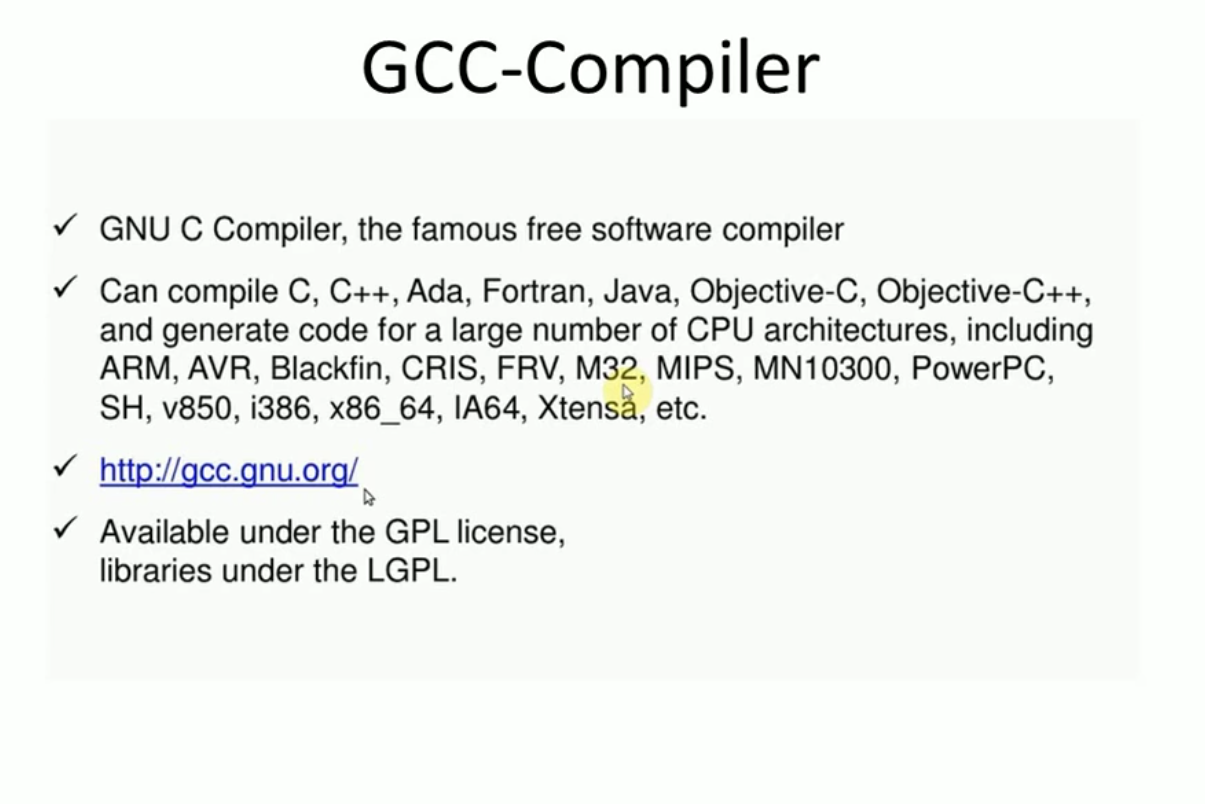 GCC-Compiler
✓ GNU C Compiler, the famous free software compiler
✓ Can compile C, C++, Ada, Fortran, Java, Objective-C, Objective-C++,
and generate code for a large number of CPU architectures, including
ARM, AVR, Blackfin, CRIS, FRV, M32, MIPS, MN10300, PowerPC,
SH, v850, i386, x86_64, IA64, Xtensa, etc.
✓ http://gcc.gnu.org/
✓ Available under the GPL license,
libraries under the LGPL.